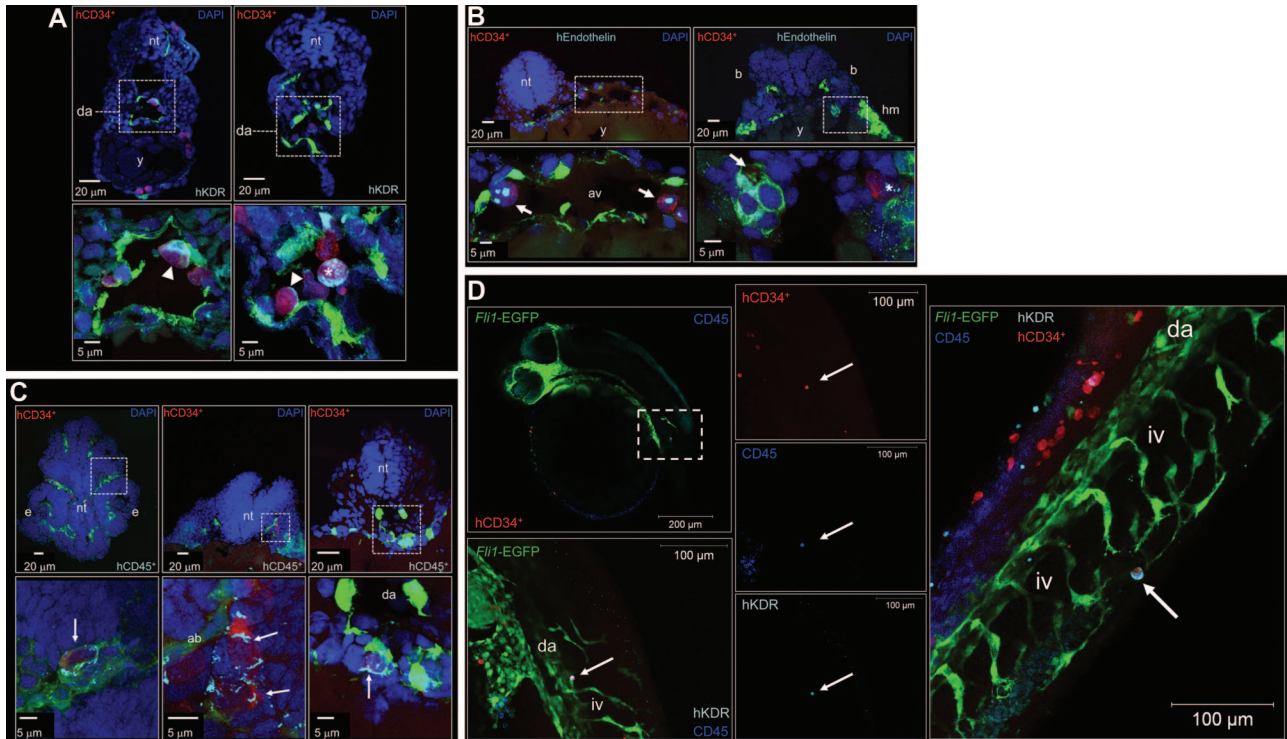 A
hCD34⁺ DAPI
nt
da
y
20 μm
hKDR
hCD34⁺ DAPI
nt
da
20 μm
hKDR
5 μm
*
5 μm
B
hCD34⁺ hEndothelin DAPI
nt
y
20 μm
hCD34⁺ hEndothelin DAPI
b b
hm
y
20 μm
av
5 μm
*
5 μm
C
hCD34⁺ DAPI
e nt e
20 μm hCD45⁺
hCD34⁺ DAPI
nt
20 μm hCD45⁺
hCD34⁺ DAPI
nt
20 μm hCD45⁺
5 μm
ab
5 μm
da
5 μm
D
Fli1-EGFP CD45
hCD34⁺
200 μm
Fli1-EGFP
100 μm
da
iv
hKDR
CD45
hCD34⁺
100 μm
CD45
100 μm
hKDR
100 μm
Fli1-EGFP hKDR
CD45 hCD34⁺
da
iv
iv
100 μm